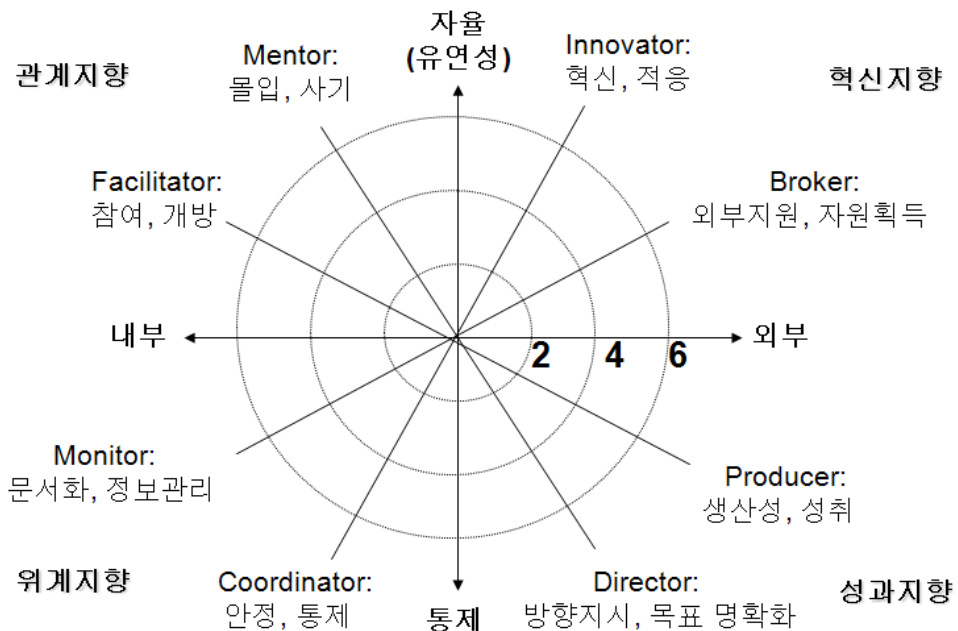 자율
(유연성)
Mentor:
몰입, 사기
Innovator:
혁신, 적응
관계지향
혁신지향
Facilitator:
참여, 개방
Broker:
외부지원, 자원획득
내부
외부
2
4
6
Monitor:
문서화, 정보관리
Producer:
생산성, 성취
위계지향
Coordinator:
안정, 통제
통제
Director:
방향지시, 목표 명확화
성과지향